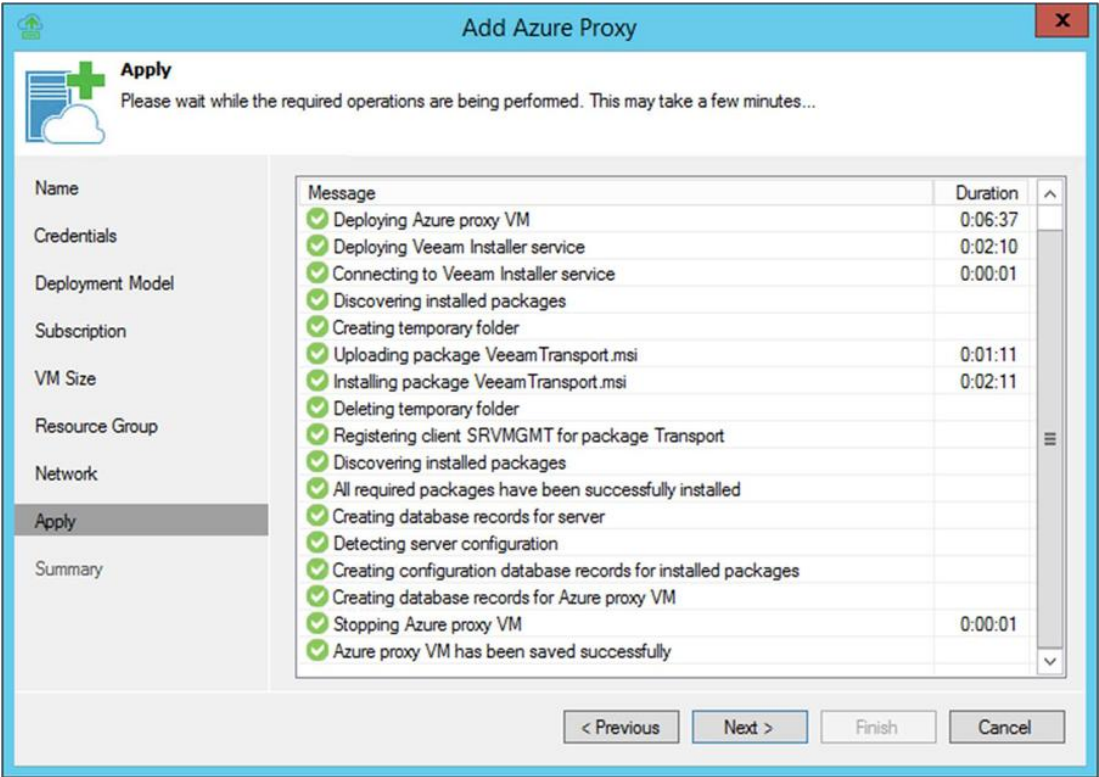 Add Azure Proxy
x
Apply
Please wait while the required operations are being performed. This may take a few minutes...
Name
Credentials
Deployment Model
Subscription
VM Size
Resource Group
Network
Apply
Summary
Message Duration
Deploying Azure proxy VM 0:06:37
Deploying Veeam Installer service 0:02:10
Connecting to Veeam Installer service 0:00:01
Discovering installed packages
Creating temporary folder
Uploading package VeeamTransport.msi 0:01:11
Installing package VeeamTransport.msi 0:02:11
Deleting temporary folder
Registering client SRVMGMT for package Transport
Discovering installed packages
All required packages have been successfully installed
Creating database records for server
Detecting server configuration
Creating configuration database records for installed packages
Creating database records for Azure proxy VM
Stopping Azure proxy VM 0:00:01
Azure proxy VM has been saved successfully
< Previous Next > Finish Cancel